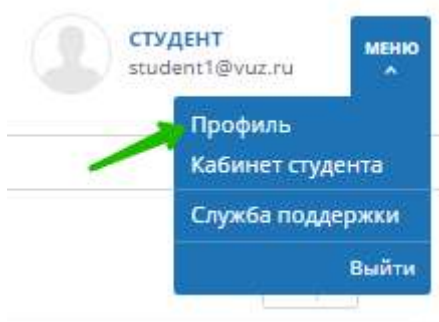 СТУДЕНТ
student1@vuz.ru
МЕНЮ
Профиль
Кабинет студента
Служба поддержки
Выйти